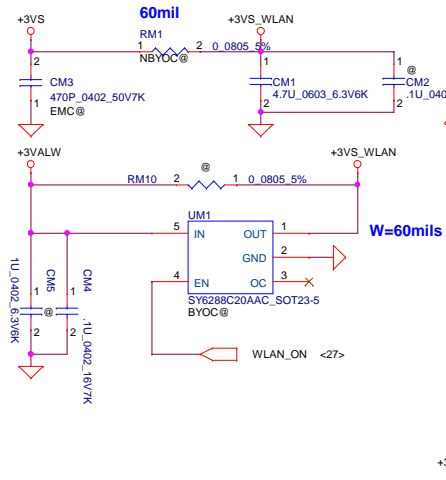 60mil
+3VS
+3VS_WLAN
RM1
1 2 0_0805_5%
NBYOC@
2
CM3
470P_0402_50V7K
1
EMC@
1
CM1
4.7U_0603_6.3V6K
2
@
1
CM2
2
+3VALW
+3VS_WLAN
@
RM10 2 1 0_0805_5%
UM1
5 IN OUT 1
W=60mils
GND 2
4 EN OC 3
SY6288C20AAC_SOT23-5
BYOC@
1
@
2
CM5
1U_0402_6.3V6K
1
2
CM4
.1U_0402_16V7K
WLAN_ON <27>